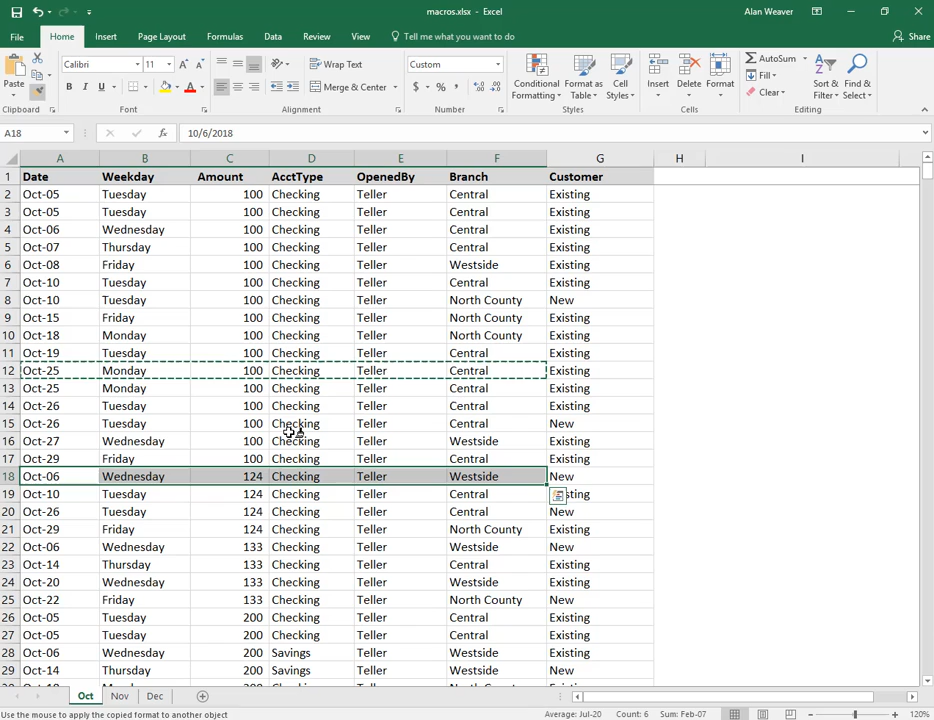 macros.xlsx - Excel
Alan Weaver
File Home Insert Page Layout Formulas Data Review View Tell me what you want to do Share
Paste
Clipboard
Calibri 11
B I U
Font
Wrap Text
Merge & Center
Alignment
Custom
$ % ,
Number
Conditional Formatting
Format as Table
Cell Styles
Styles
Insert Delete Format
Cells
AutoSum
Fill
Clear
Sort & Filter
Find & Select
Editing
A18 fx 10/6/2018
A B C D E F G H I
1 Date Weekday Amount AcctType OpenedBy Branch Customer
2 Oct-05 Tuesday 100 Checking Teller Central Existing
3 Oct-05 Tuesday 100 Checking Teller Central Existing
4 Oct-06 Wednesday 100 Checking Teller Central Existing
5 Oct-07 Thursday 100 Checking Teller Central Existing
6 Oct-08 Friday 100 Checking Teller Westside Existing
7 Oct-10 Tuesday 100 Checking Teller Central Existing
8 Oct-10 Tuesday 100 Checking Teller North County New
9 Oct-15 Friday 100 Checking Teller North County Existing
10 Oct-18 Monday 100 Checking Teller North County Existing
11 Oct-19 Tuesday 100 Checking Teller Central Existing
12 Oct-25 Monday 100 Checking Teller Central Existing
13 Oct-25 Monday 100 Checking Teller Central Existing
14 Oct-26 Tuesday 100 Checking Teller Central Existing
15 Oct-26 Tuesday 100 Checking Teller Central New
16 Oct-27 Wednesday 100 Checking Teller Westside Existing
17 Oct-29 Friday 100 Checking Teller Central Existing
18 Oct-06 Wednesday 124 Checking Teller Westside New
19 Oct-10 Tuesday 124 Checking Teller Central
20 Oct-26 Tuesday 124 Checking Teller Central New
21 Oct-29 Friday 124 Checking Teller North County Existing
22 Oct-06 Wednesday 133 Checking Teller Westside New
23 Oct-14 Thursday 133 Checking Teller Central Existing
24 Oct-20 Wednesday 133 Checking Teller Westside Existing
25 Oct-22 Friday 133 Checking Teller North County New
26 Oct-05 Tuesday 200 Checking Teller Central Existing
27 Oct-05 Tuesday 200 Checking Teller Central Existing
28 Oct-06 Wednesday 200 Savings Teller Westside Existing
29 Oct-14 Thursday 200 Savings Teller Westside New
Oct Nov Dec
Use the mouse to apply the copied format to another object Average: Jul-20 Count: 6 Sum: Feb-07 120%